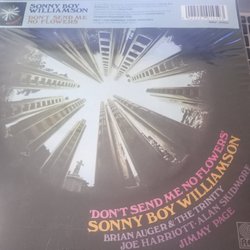 SONNY BOY
WILLIAMSON
DON'T SEND ME
NO FLOWERS
'DON'T SEND ME NO FLOWERS'
SONNY BOY WILLIAMSON
BRIAN AUGER & THE TRINITY
JOE HARRIOTT·ALAN SKIDMORE
JIMMY PAGE